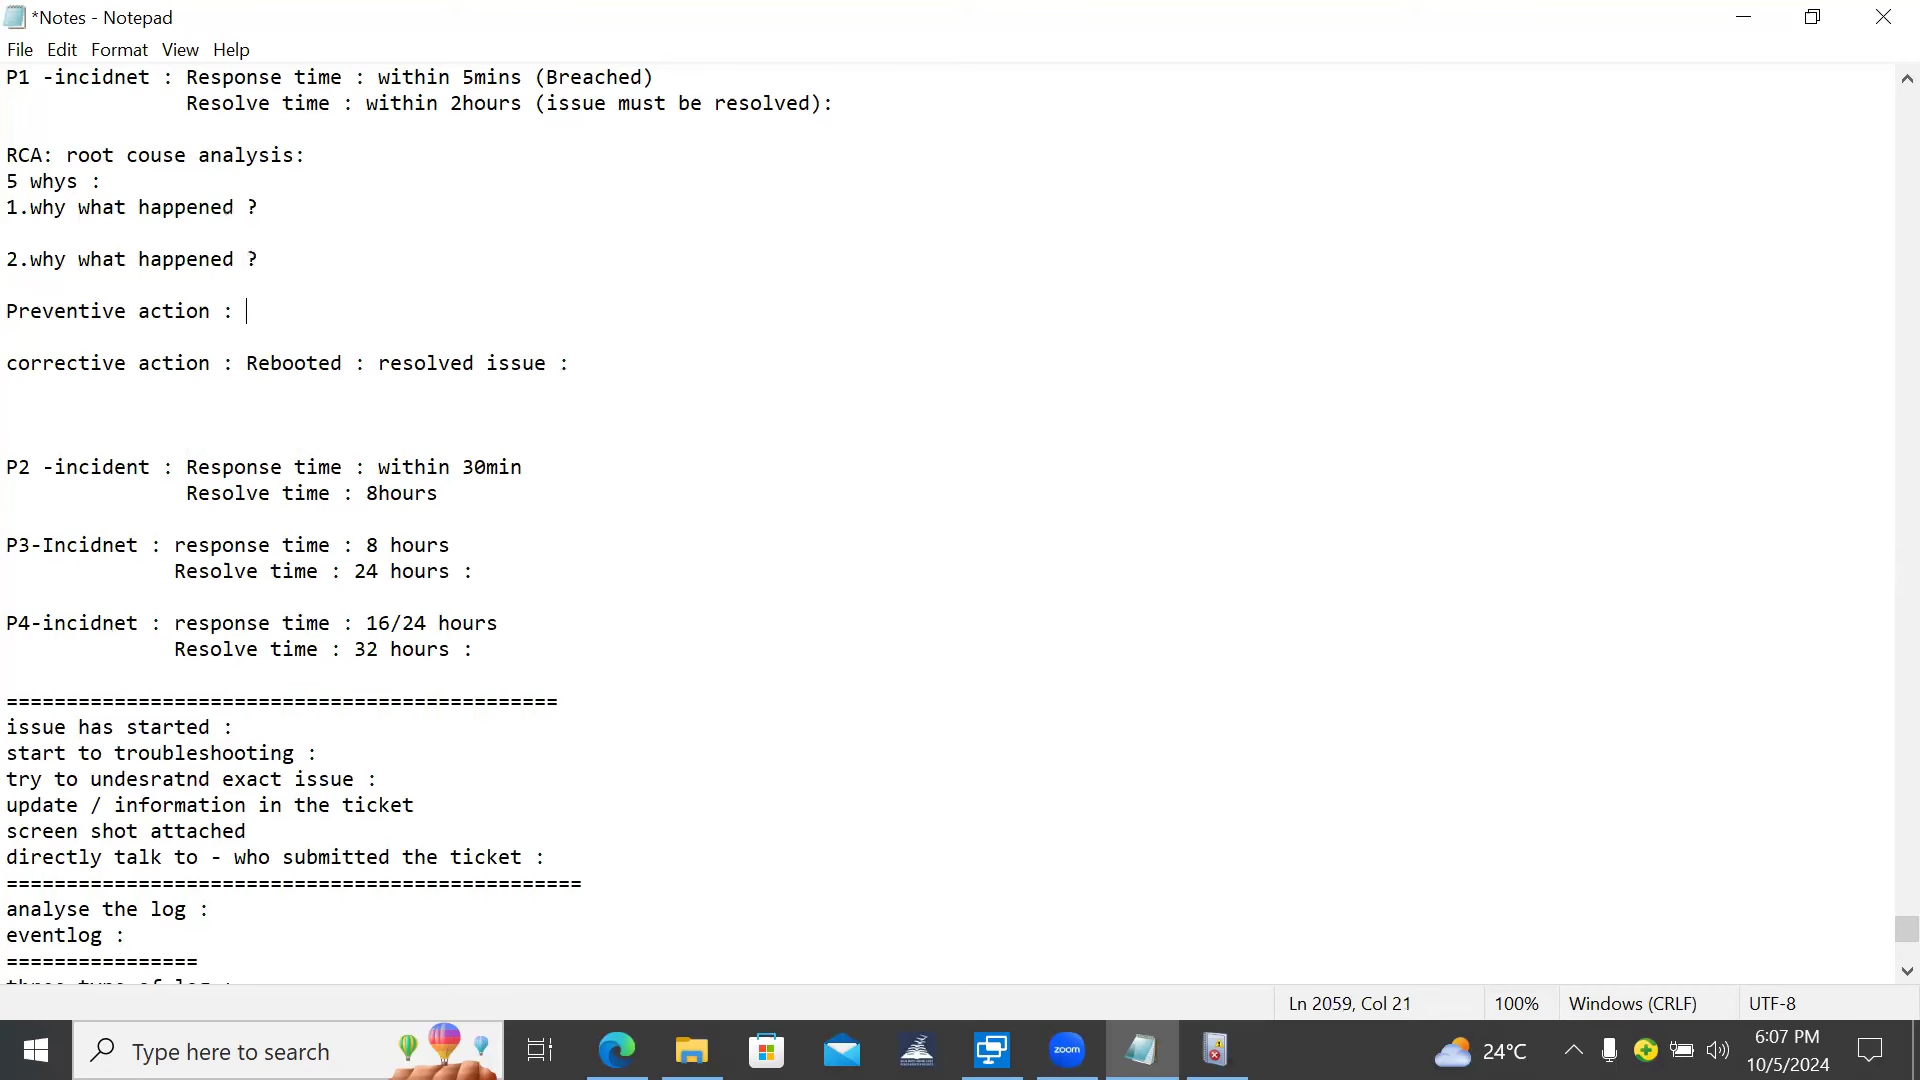 *Notes - Notepad
File Edit Format View Help
P1 -incidnet : Response time : within 5mins (Breached)
Resolve time : within 2hours (issue must be resolved):
RCA: root couse analysis:
5 whys :
1.why what happened ?
2.why what happened ?
Preventive action :
corrective action : Rebooted : resolved issue :
P2 -incident : Response time : within 30min
Resolve time : 8hours
P3-Incidnet : response time : 8 hours
Resolve time : 24 hours :
P4-incidnet : response time : 16/24 hours
Resolve time : 32 hours :
==============================================
issue has started :
start to troubleshooting :
try to undesratnd exact issue :
update / information in the ticket
screen shot attached
directly talk to - who submitted the ticket :
================================================
analyse the log :
eventlog :
================
three type of log :
Ln 2059, Col 21 100% Windows (CRLF) UTF-8
Type here to search
zoom
24°C
6:07 PM
10/5/2024